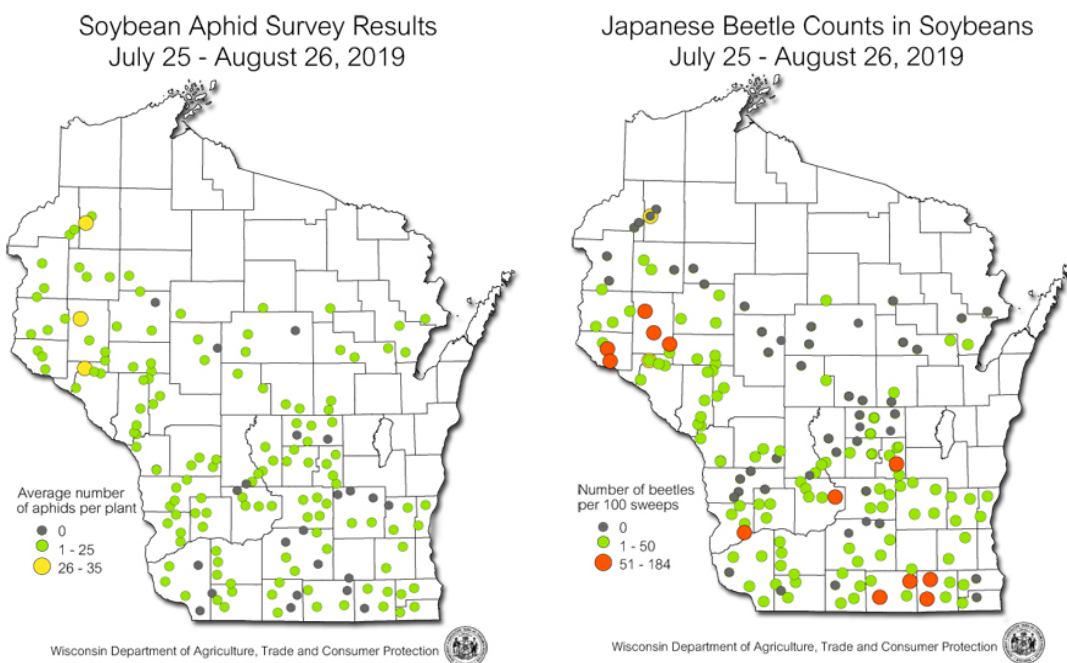 Soybean Aphid Survey Results
July 25 - August 26, 2019
Average number
of aphids per plant
0
1 - 25
26 - 35
Wisconsin Department of Agriculture, Trade and Consumer Protection
Japanese Beetle Counts in Soybeans
July 25 - August 26, 2019
Number of beetles
per 100 sweeps
0
1 - 50
51 - 184
Wisconsin Department of Agriculture, Trade and Consumer Protection